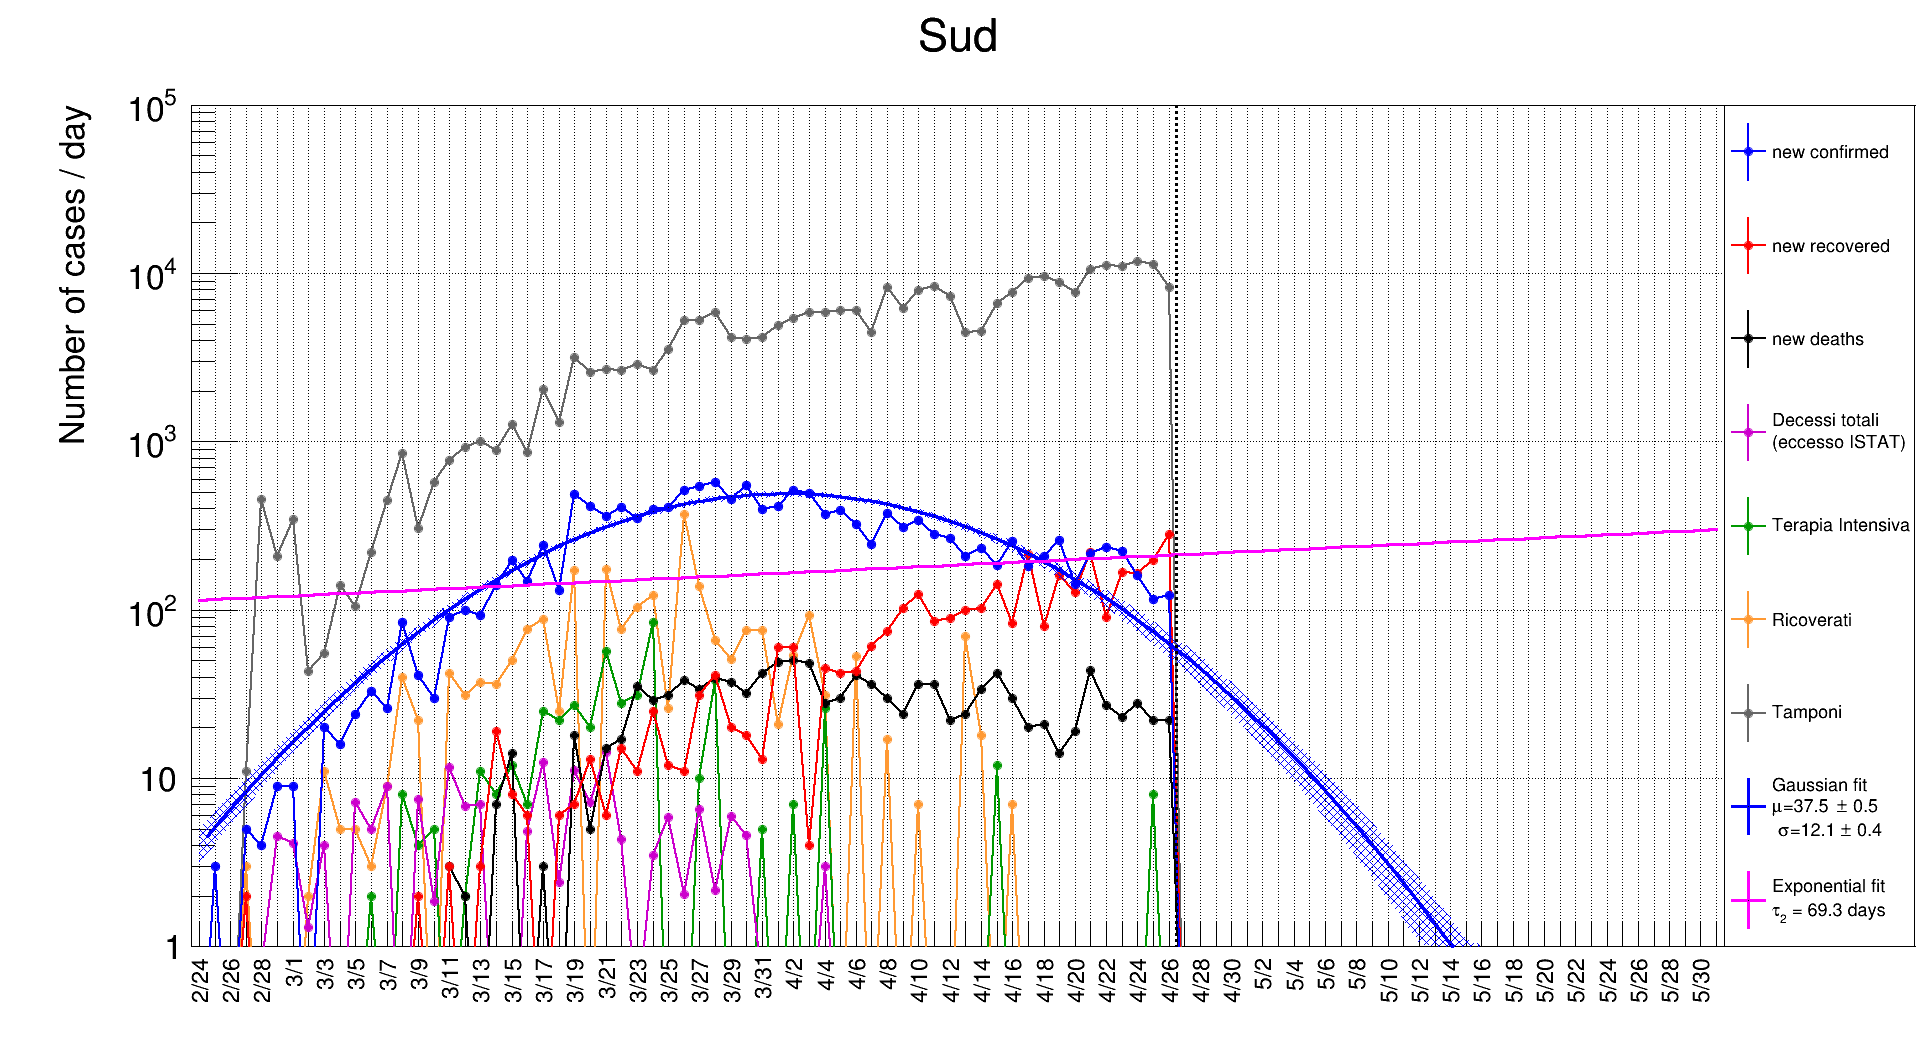 Sud
Number of cases / day
10^5
10^4
10^3
10^2
10
1
2/24 2/26 2/28 3/1 3/3 3/5 3/7 3/9 3/11 3/13 3/15 3/17 3/19 3/21 3/23 3/25 3/27 3/29 3/31 4/2 4/4 4/6 4/8 4/10 4/12 4/14 4/16 4/18 4/20 4/22 4/24 4/26 4/28 4/30 5/2 5/4 5/6 5/8 5/10 5/12 5/14 5/16 5/18 5/20 5/22 5/24 5/26 5/28 5/30
new confirmed
new recovered
new deaths
Decessi totali
(eccesso ISTAT)
Terapia Intensiva
Ricoverati
Tamponi
Gaussian fit
μ=37.5 ± 0.5
σ=12.1 ± 0.4
Exponential fit
τ₂ = 69.3 days